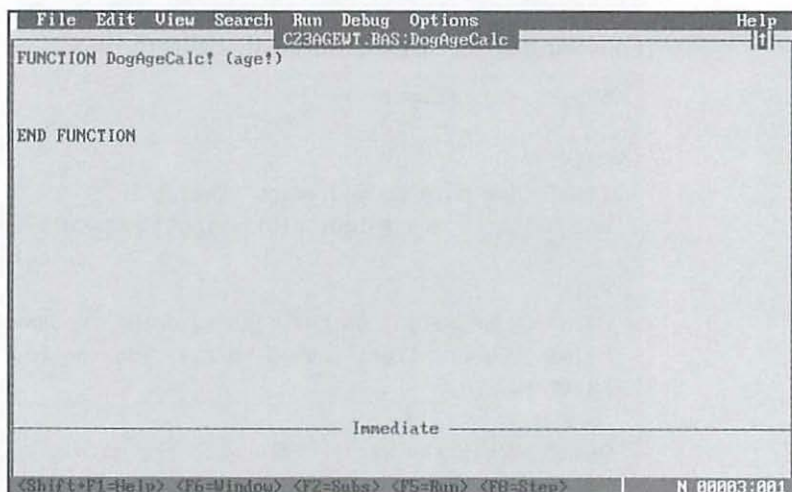 File Edit View Search Run Debug Options Help
C23AGEWT.BAS:DogAgeCalc
FUNCTION DogAgeCalc! (age!)
END FUNCTION
Immediate
<Shift+F1=Help> <F6=Window> <F2=Subs> <F5=Run> <F8=Step> N 00003:001